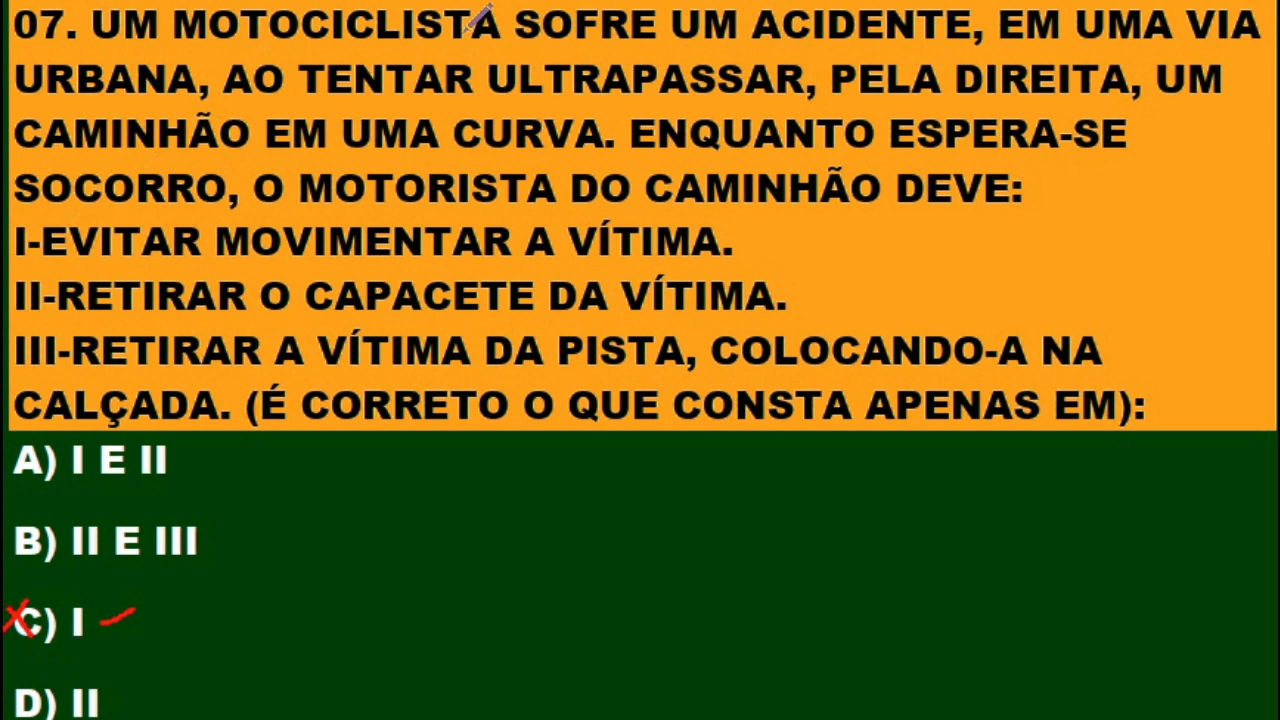 07. UM MOTOCICLISTA SOFRE UM ACIDENTE, EM UMA VIA
URBANA, AO TENTAR ULTRAPASSAR, PELA DIREITA, UM
CAMINHÃO EM UMA CURVA. ENQUANTO ESPERA-SE
SOCORRO, O MOTORISTA DO CAMINHÃO DEVE:
I-EVITAR MOVIMENTAR A VÍTIMA.
II-RETIRAR O CAPACETE DA VÍTIMA.
III-RETIRAR A VÍTIMA DA PISTA, COLOCANDO-A NA
CALÇADA. (É CORRETO O QUE CONSTA APENAS EM):
A) I E II
B) II E III
C) I
D) II